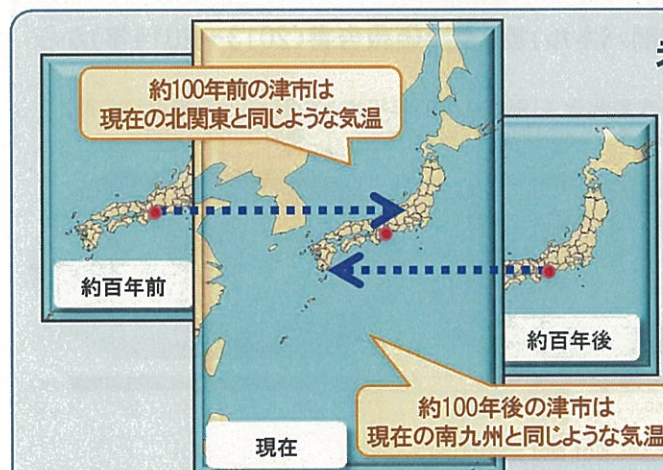 約100年前の津市は
現在の北関東と同じような気温
約百年前
約百年後
約100年後の津市は
現在の南九州と同じような気温
現在